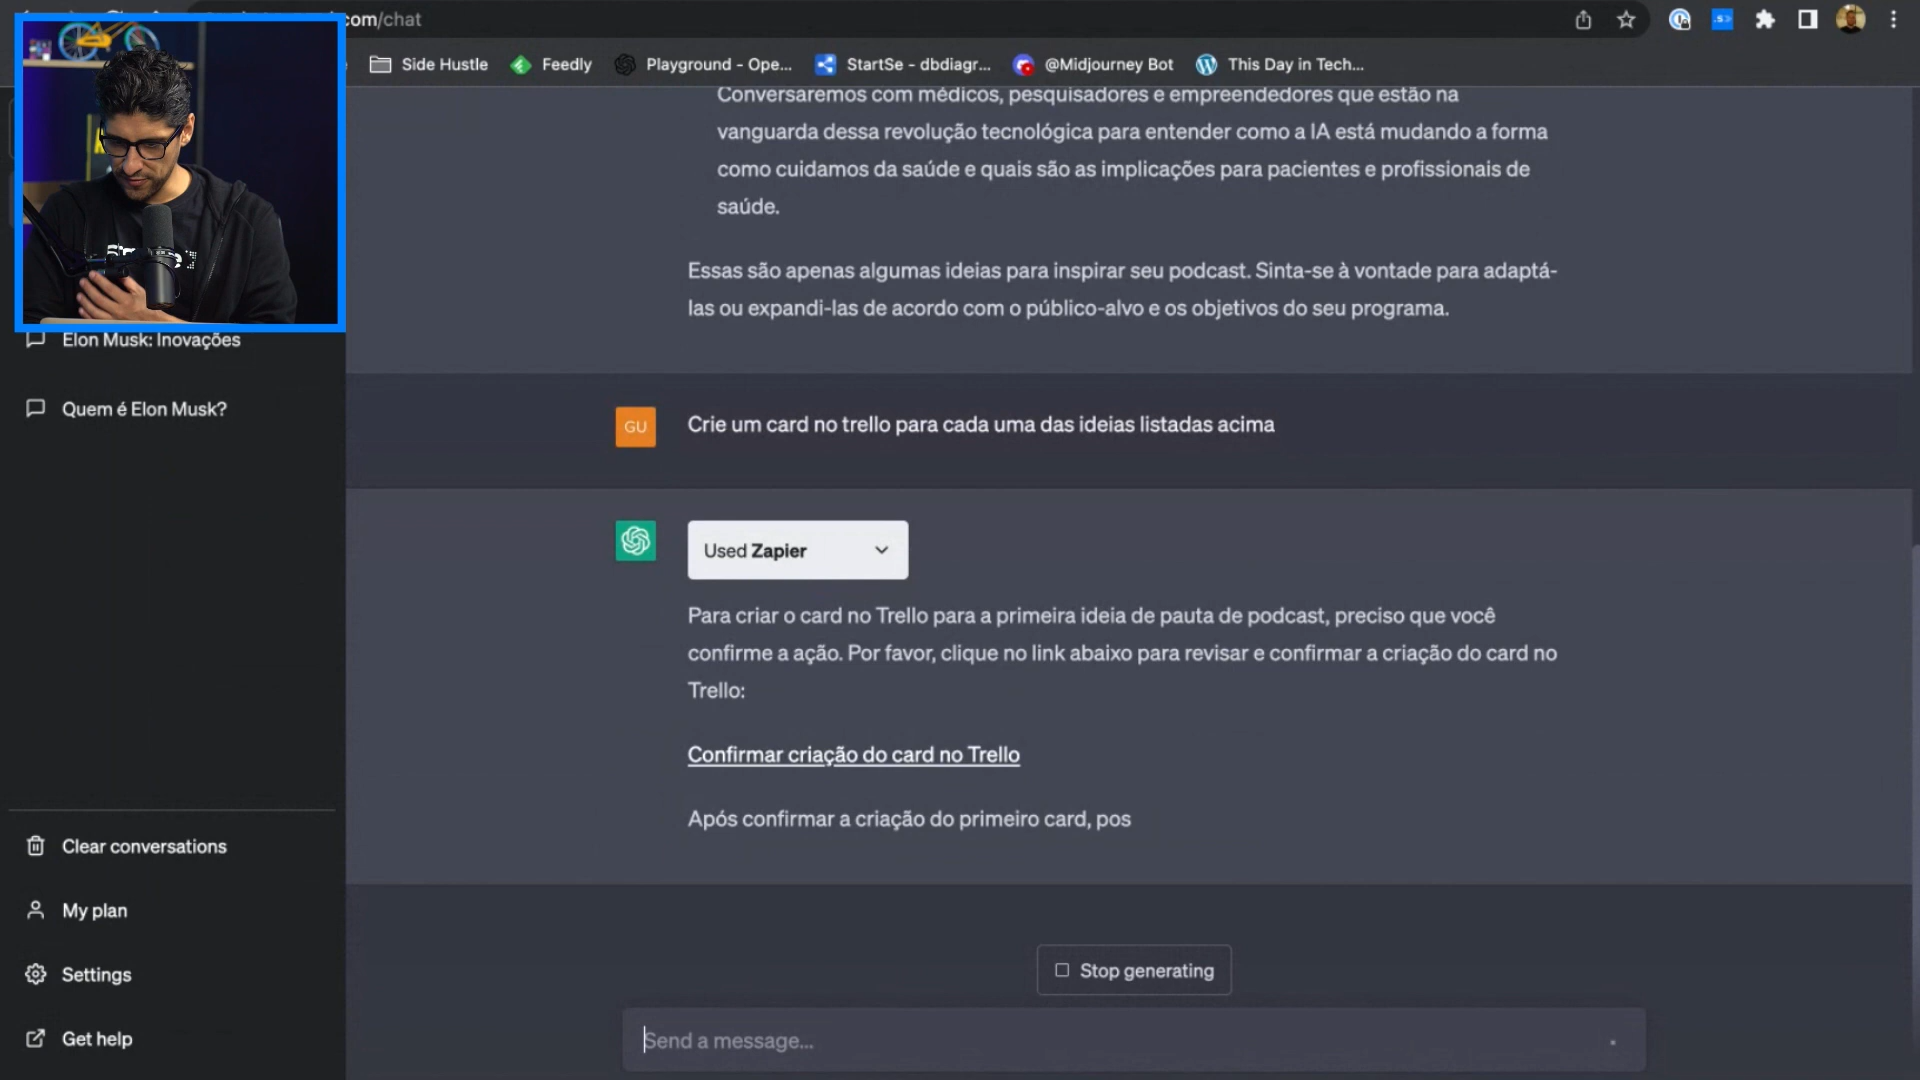 com/chat
Side Hustle
Feedly
Playground - Ope...
StartSe - dbdiagr...
@Midjourney Bot
This Day in Tech...
Conversaremos com médicos, pesquisadores e empreendedores que estão na
vanguarda dessa revolução tecnológica para entender como a IA está mudando a forma
como cuidamos da saúde e quais são as implicações para pacientes e profissionais de
saúde.
Essas são apenas algumas ideias para inspirar seu podcast. Sinta-se à vontade para adaptá-
las ou expandi-las de acordo com o público-alvo e os objetivos do seu programa.
Elon Musk: Inovações
Quem é Elon Musk?
GU
Crie um card no trello para cada uma das ideias listadas acima
Used Zapier
Para criar o card no Trello para a primeira ideia de pauta de podcast, preciso que você
confirme a ação. Por favor, clique no link abaixo para revisar e confirmar a criação do card no
Trello:
Confirmar criação do card no Trello
Após confirmar a criação do primeiro card, pos
Clear conversations
My plan
Settings
Get help
Stop generating
Send a message...